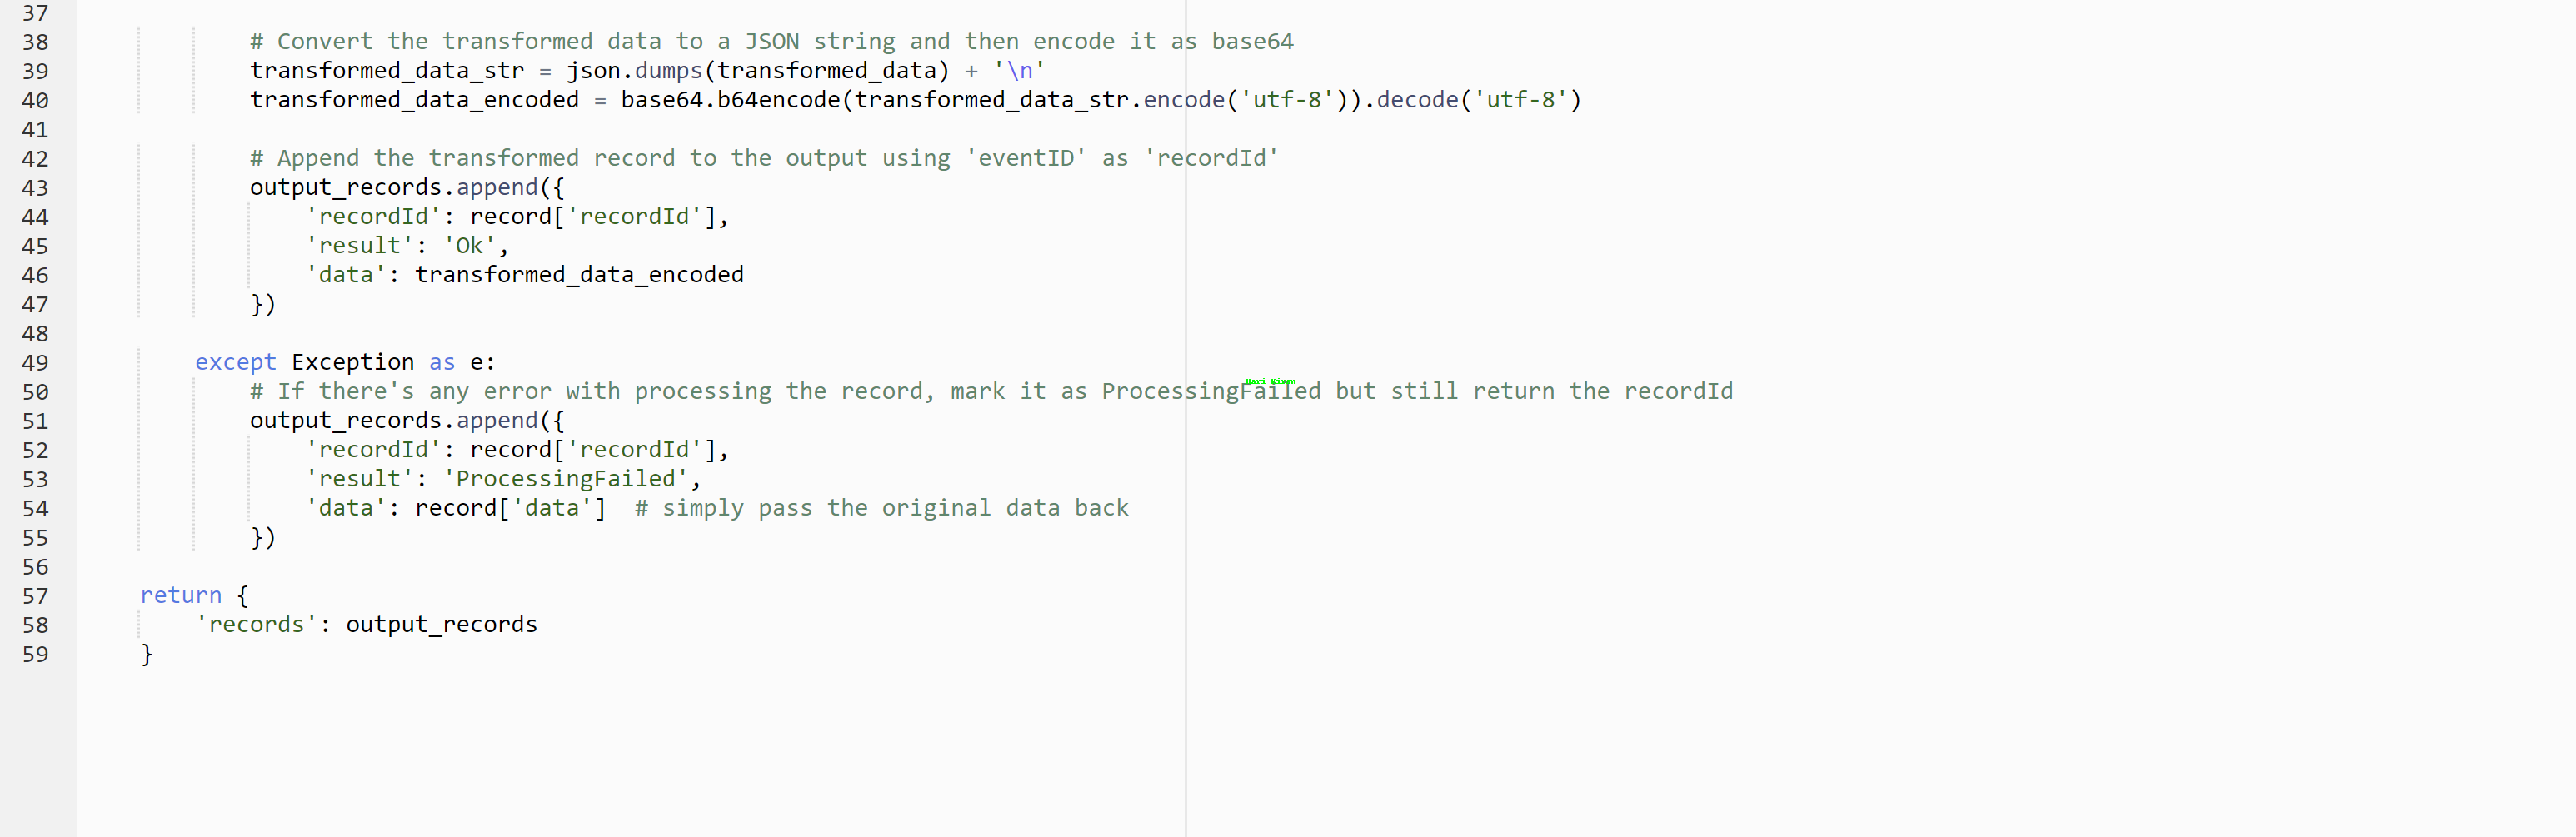 37
38 # Convert the transformed data to a JSON string and then encode it as base64
39 transformed_data_str = json.dumps(transformed_data) + '\n'
40 transformed_data_encoded = base64.b64encode(transformed_data_str.encode('utf-8')).decode('utf-8')
41
42 # Append the transformed record to the output using 'eventID' as 'recordId'
43 output_records.append({
44 'recordId': record['recordId'],
45 'result': 'Ok',
46 'data': transformed_data_encoded
47 })
48
49 except Exception as e:
50 # If there's any error with processing the record, mark it as ProcessingFailed but still return the recordId
51 output_records.append({
52 'recordId': record['recordId'],
53 'result': 'ProcessingFailed',
54 'data': record['data']  # simply pass the original data back
55 })
56
57 return {
58 'records': output_records
59 }